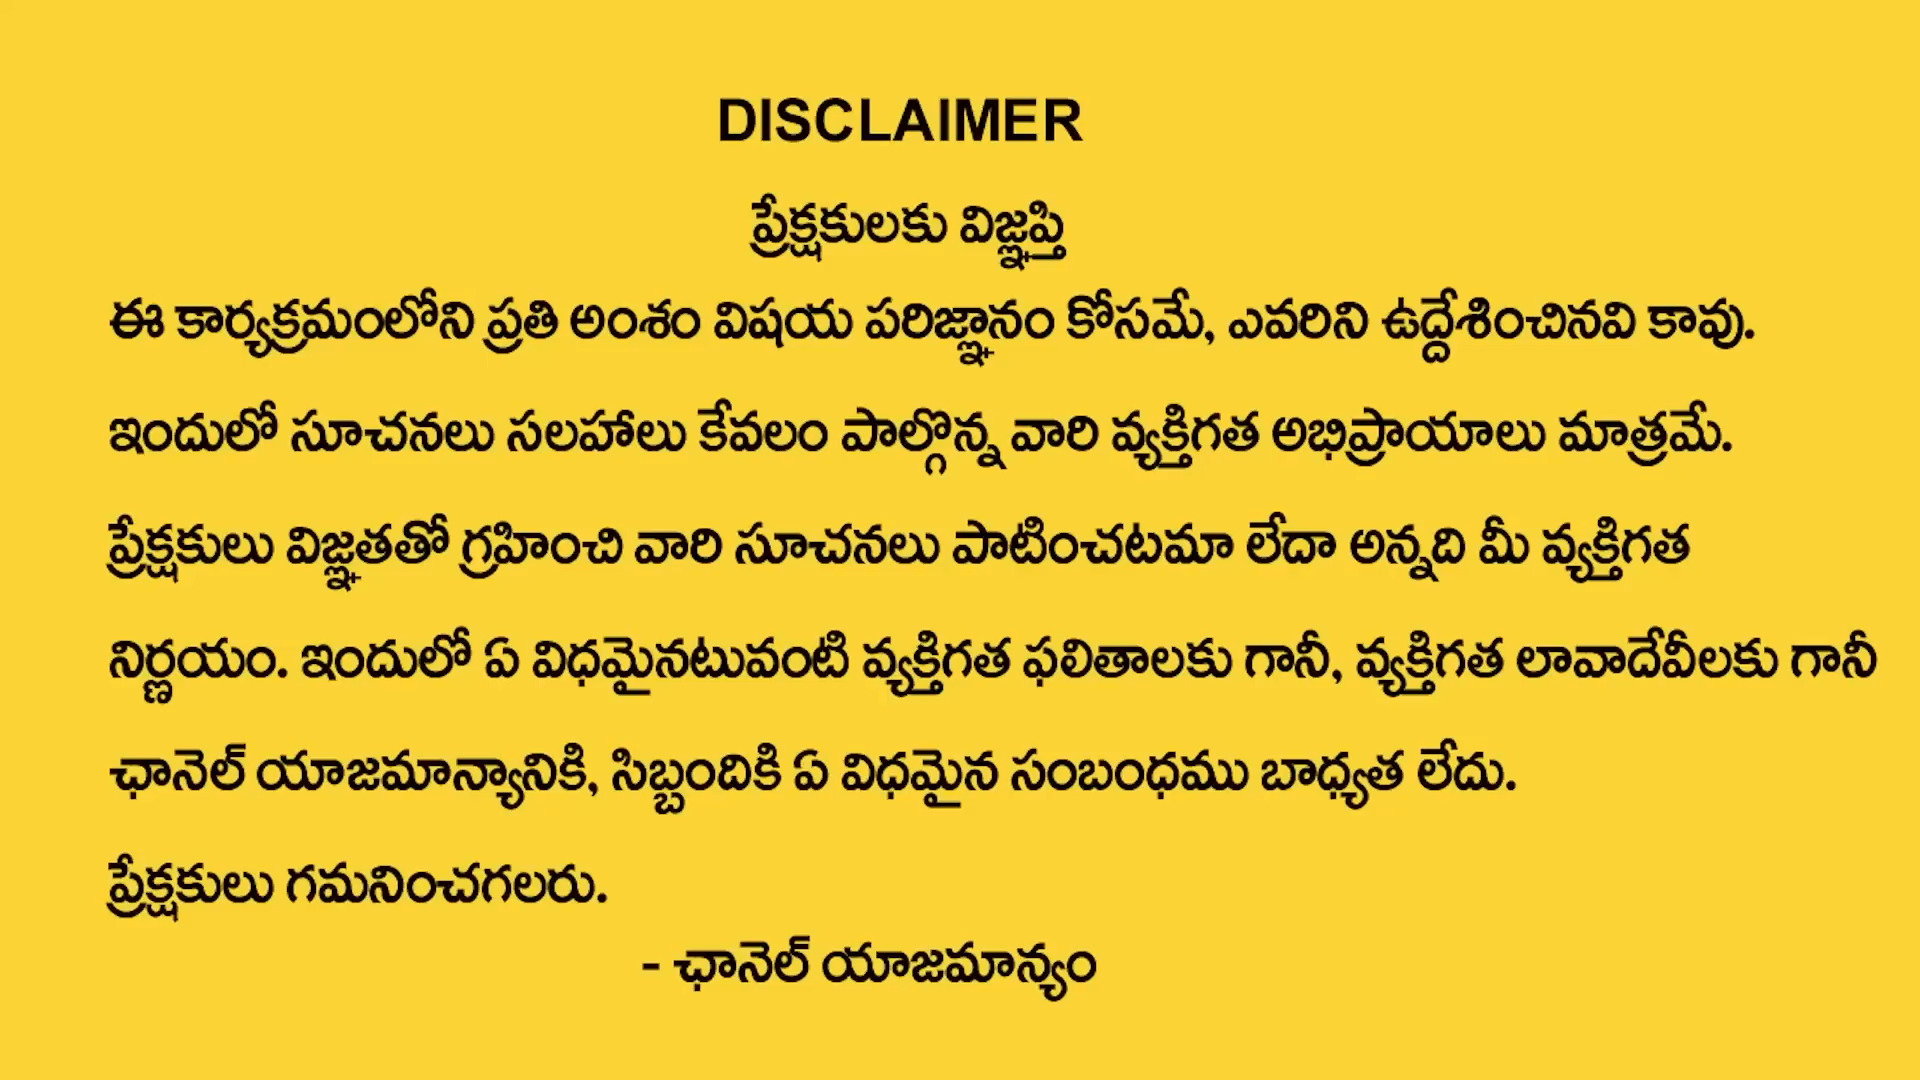 DISCLAIMER
ప్రేక్షకులకు విజ్ఞప్తి
ఈ కార్యక్రమంలోని ప్రతి అంశం విషయ పరిజ్ఞానం కోసమే, ఎవరిని ఉద్దేశించినవి కావు.
ఇందులో సూచనలు సలహాలు కేవలం పాల్గొన్న వారి వ్యక్తిగత అభిప్రాయాలు మాత్రమే.
ప్రేక్షకులు విజ్ఞతతో గ్రహించి వారి సూచనలు పాటించటమా లేదా అన్నది మీ వ్యక్తిగత
నిర్ణయం. ఇందులో ఏ విధమైనటువంటి వ్యక్తిగత ఫలితాలకు గానీ, వ్యక్తిగత లావాదేవీలకు గానీ
ఛానెల్ యాజమాన్యానికి, సిబ్బందికి ఏ విధమైన సంబంధము బాధ్యత లేదు.
ప్రేక్షకులు గమనించగలరు.
- ఛానెల్ యాజమాన్యం